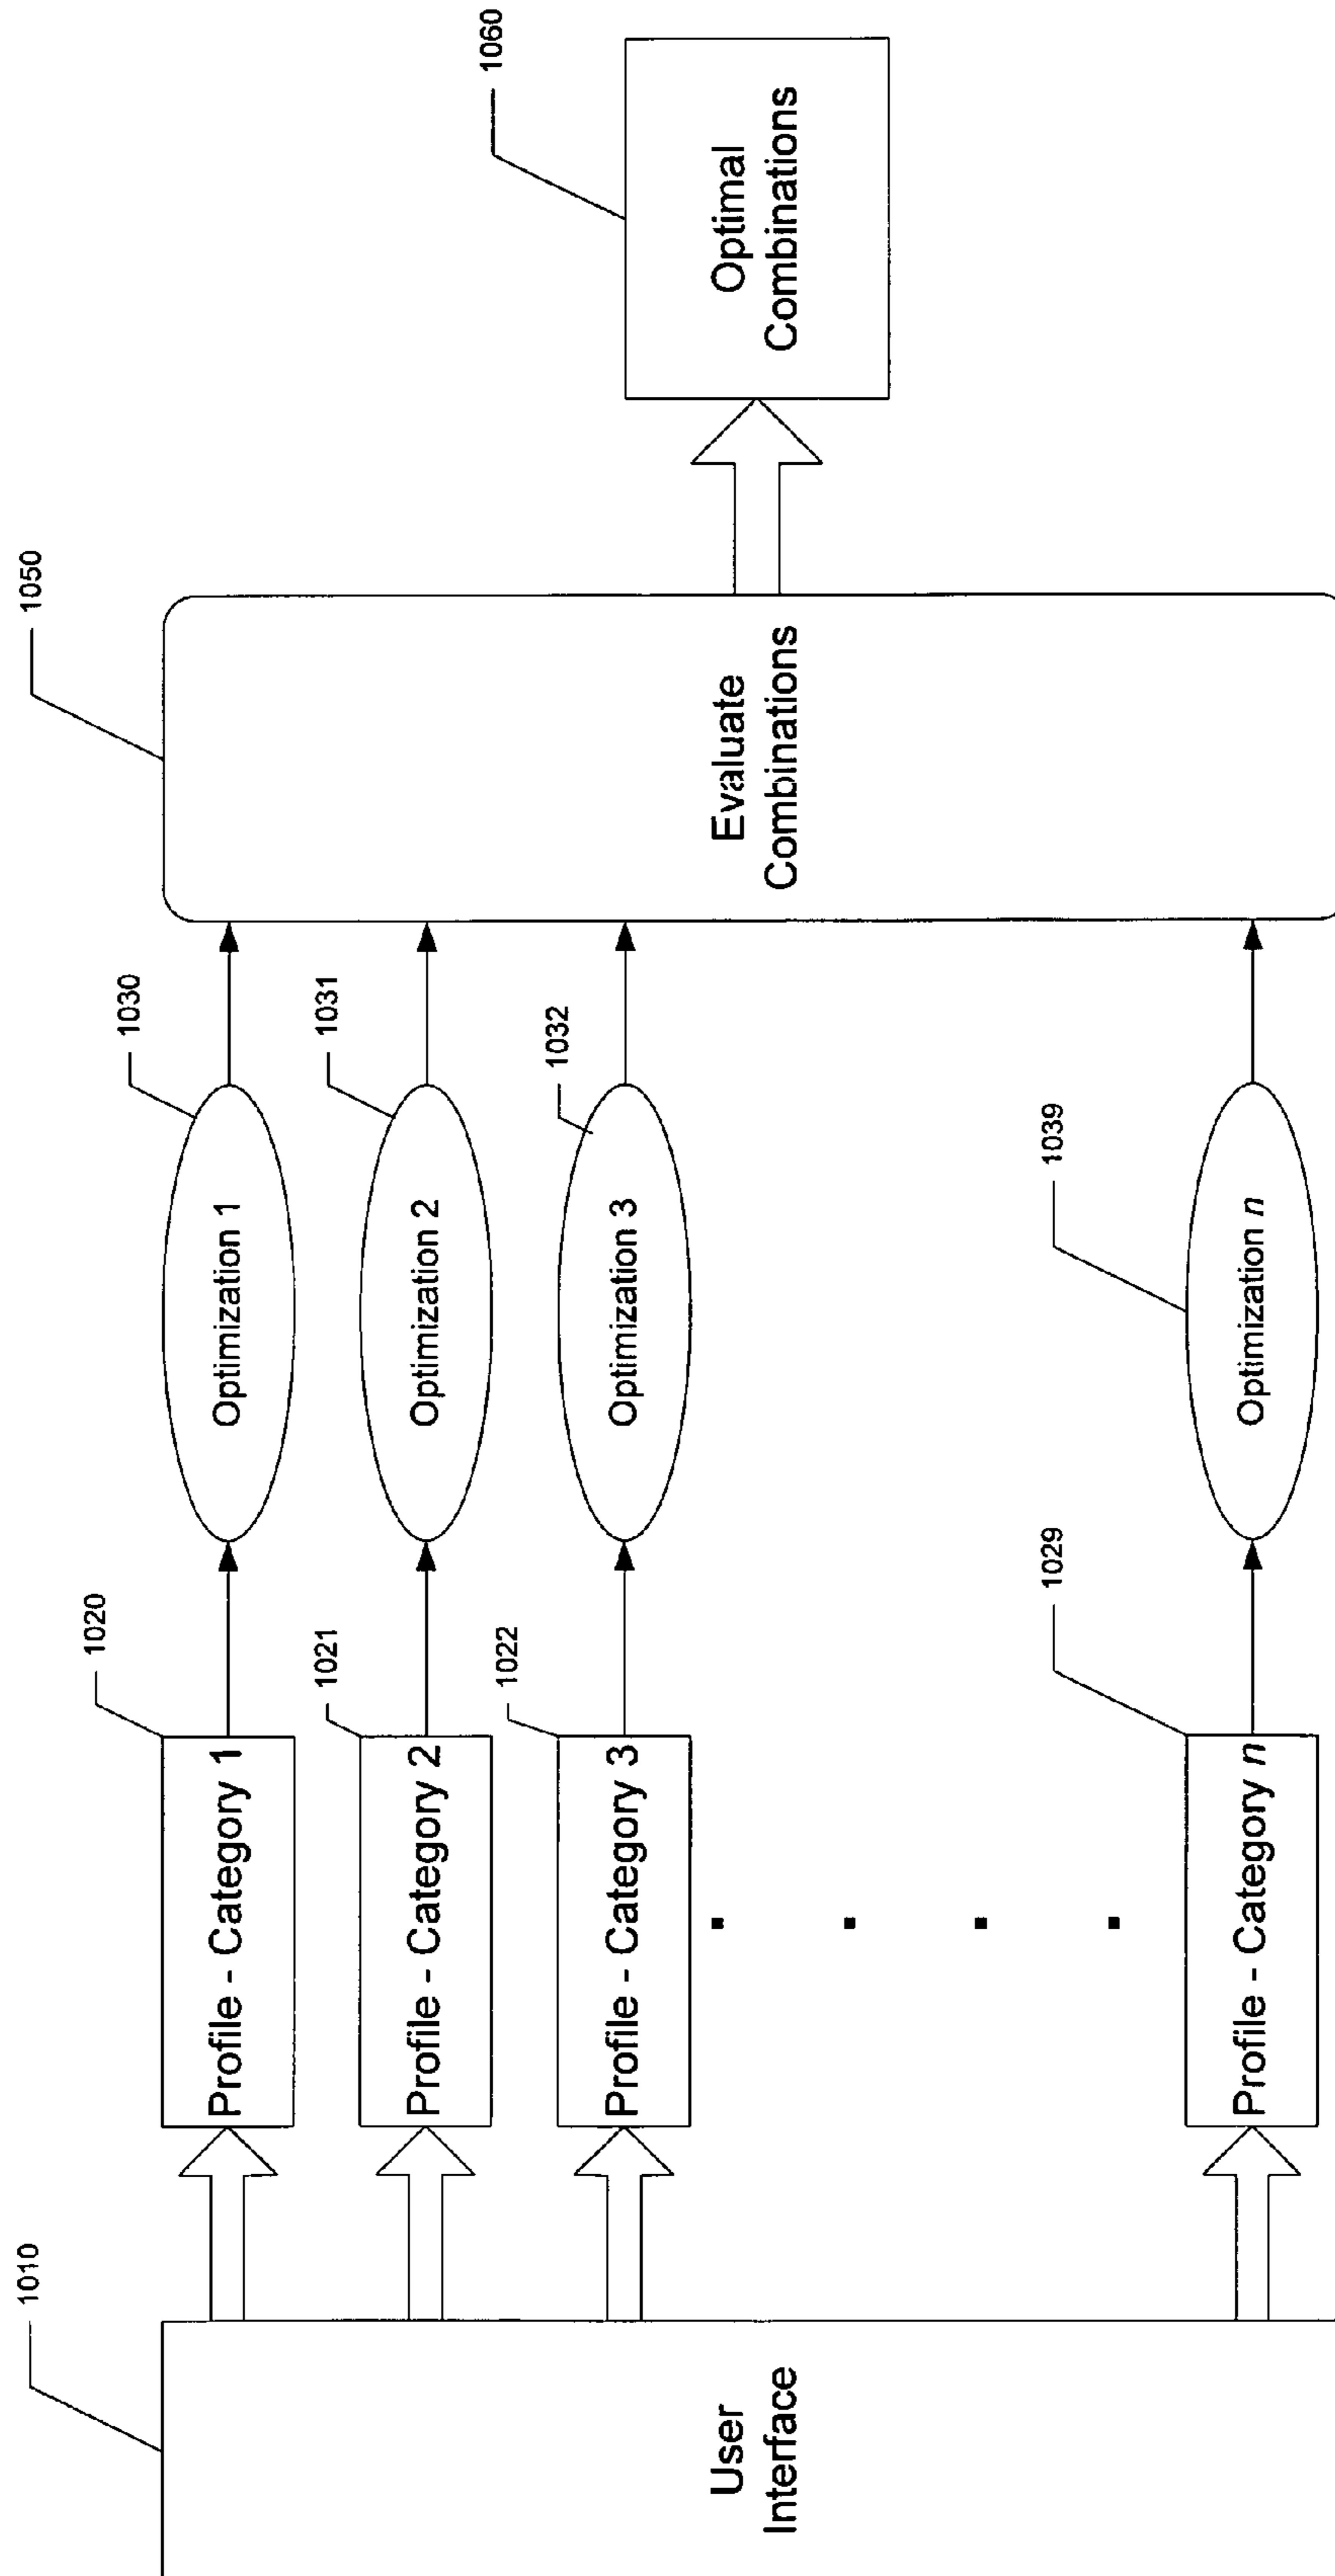 1010
User
Interface
1020
Profile - Category 1
1021
Profile - Category 2
1022
Profile - Category 3
1029
Profile - Category n
1030
Optimization 1
1031
Optimization 2
1032
Optimization 3
1039
Optimization n
1050
Evaluate
Combinations
1060
Optimal
Combinations